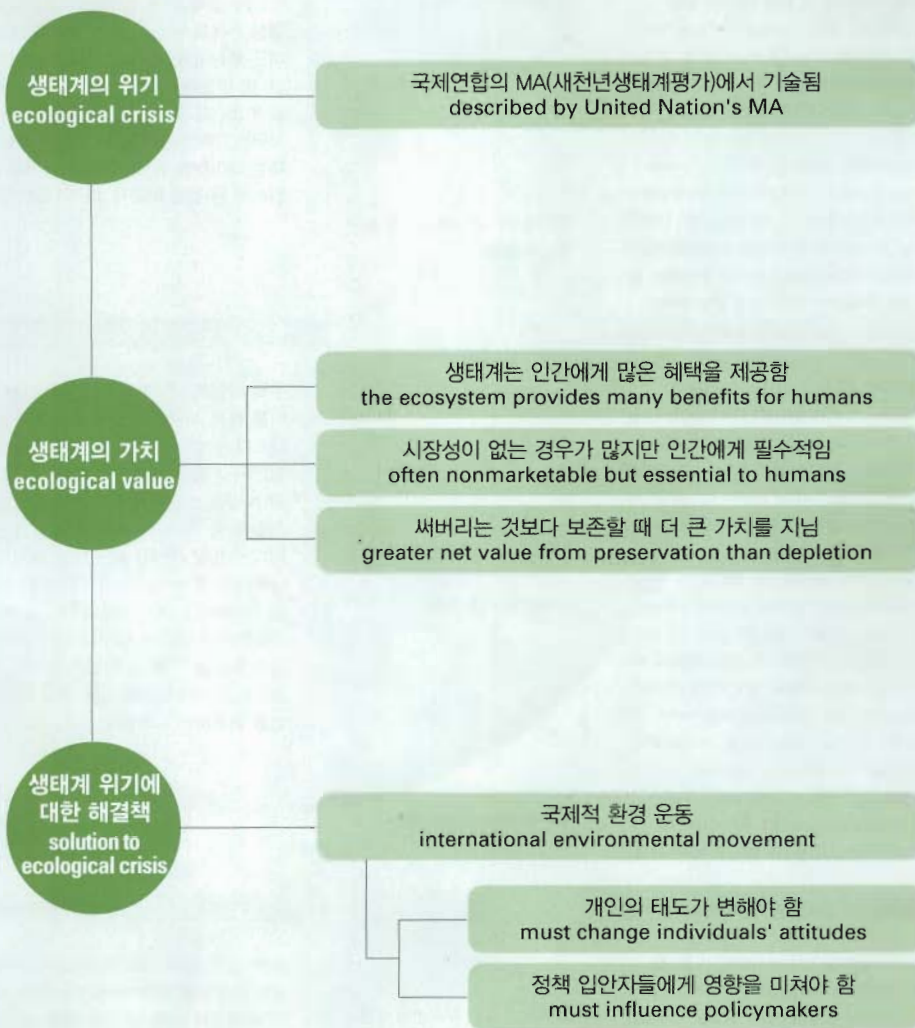 생태계의 위기
ecological crisis
국제연합의 MA(새천년생태계평가)에서 기술됨
described by United Nation's MA
생태계의 가치
ecological value
생태계는 인간에게 많은 혜택을 제공함
the ecosystem provides many benefits for humans
시장성이 없는 경우가 많지만 인간에게 필수적임
often nonmarketable but essential to humans
써버리는 것보다 보존할 때 더 큰 가치를 지님
greater net value from preservation than depletion
생태계 위기에
대한 해결책
solution to
ecological crisis
국제적 환경 운동
international environmental movement
개인의 태도가 변해야 함
must change individuals' attitudes
정책 입안자들에게 영향을 미쳐야 함
must influence policymakers